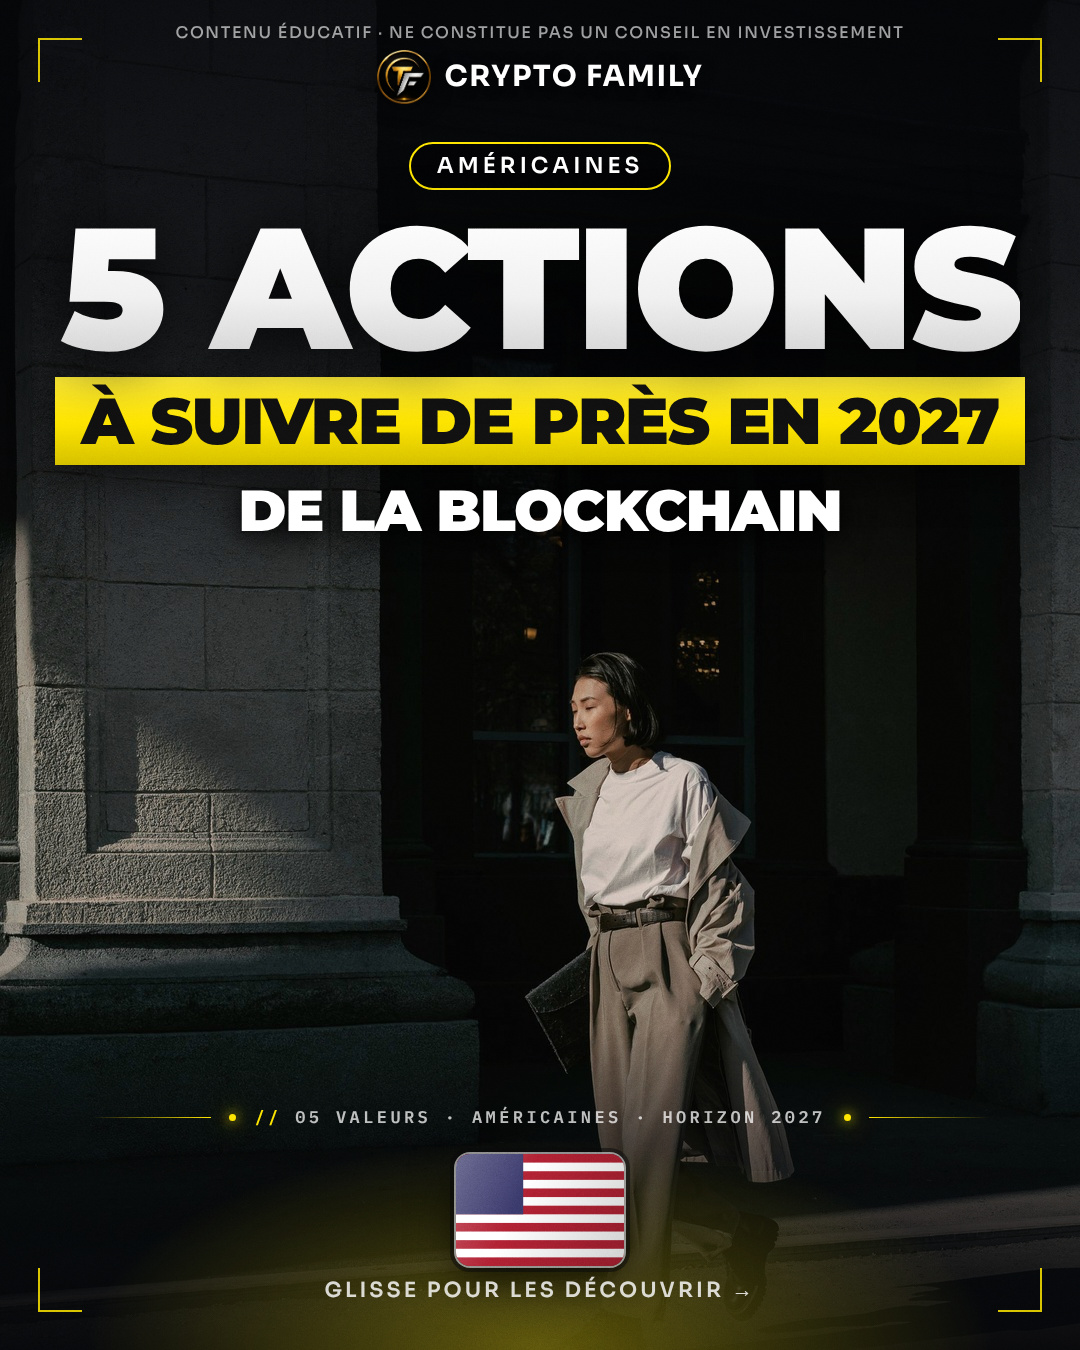 CONTENU ÉDUCATIF · NE CONSTITUE PAS UN CONSEIL EN INVESTISSEMENT
TF CRYPTO FAMILY
AMÉRICAINES
5 ACTIONS
À SUIVRE DE PRÈS EN 2027
DE LA BLOCKCHAIN
// 05 VALEURS · AMÉRICAINES · HORIZON 2027
GLISSE POUR LES DÉCOUVRIR →